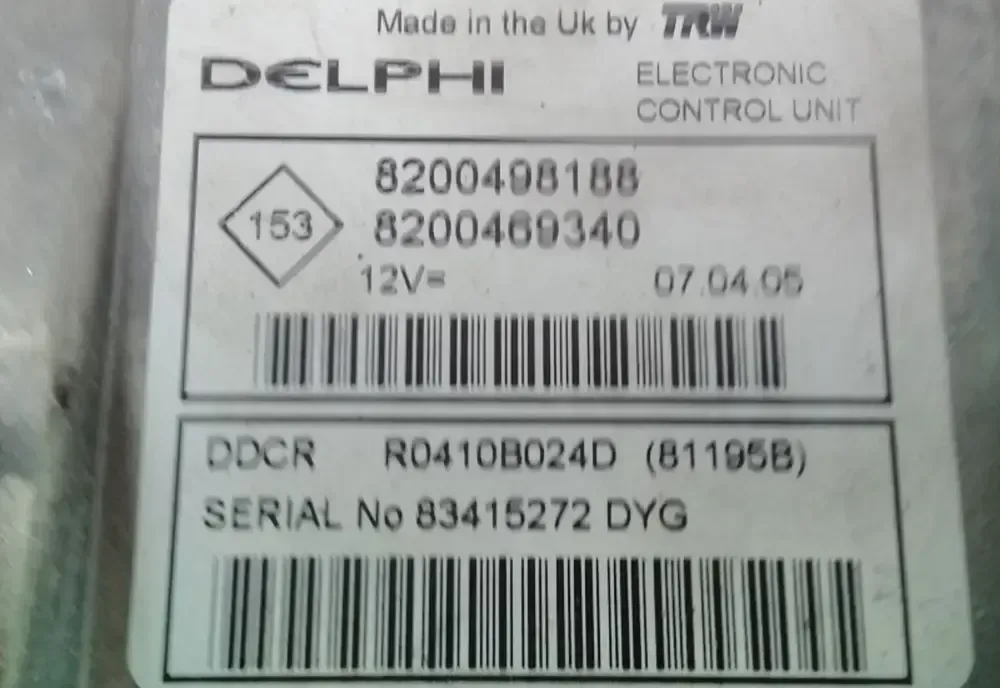 Made in the Uk by TRW
DELPHI
ELECTRONIC
CONTROL UNIT
153
8200498188
8200469340
12V=
07.04.05
DDCR R0410B024D (81195B)
SERIAL No 83415272 DYG